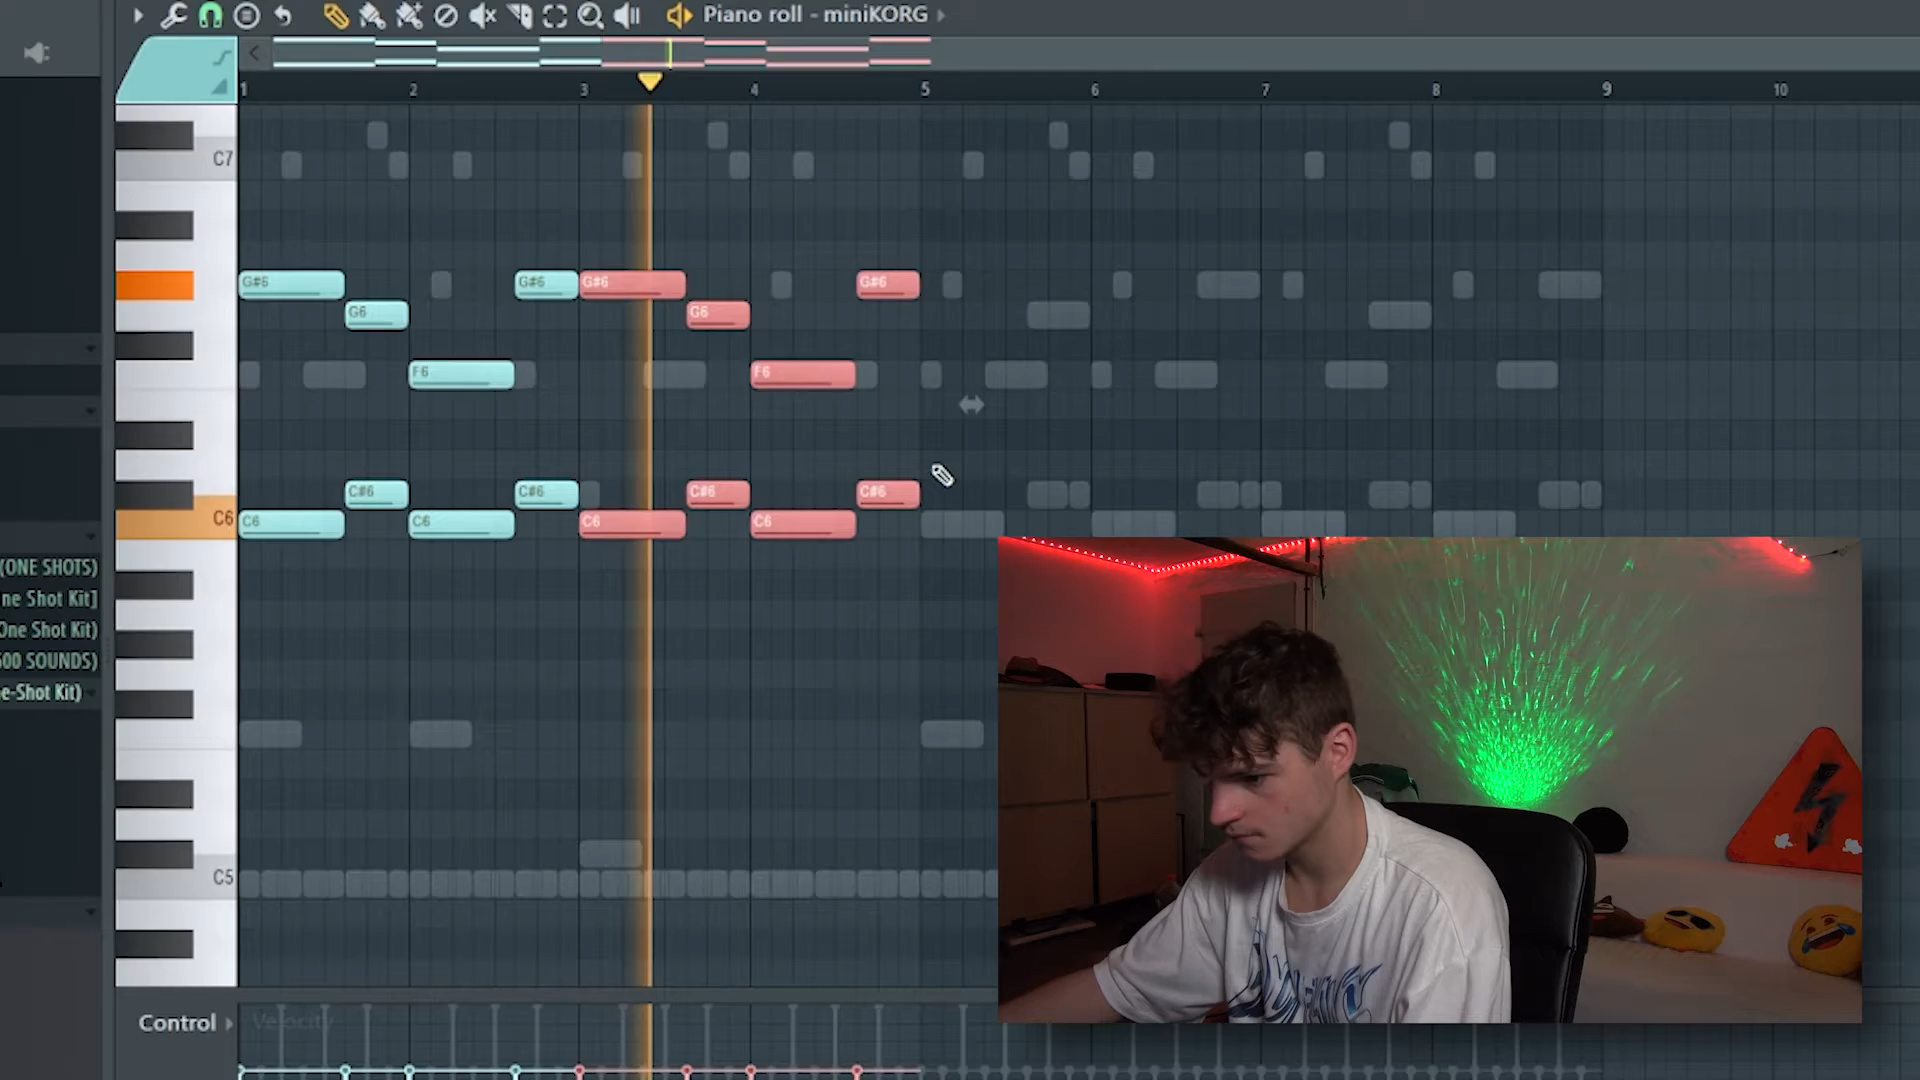 Piano roll - miniKORG
1 2 3 4 5 6 7 8 9 10
C7
G#6 G#6 G#6 G#6
G6 G6
F6 F6
C#6 C#6 C#6 C#6
C6 C6 C6 C6 C6
(ONE SHOTS)
ne Shot Kit]
One Shot Kit)
600 SOUNDS)
e-Shot Kit)
C5
Control Velocity